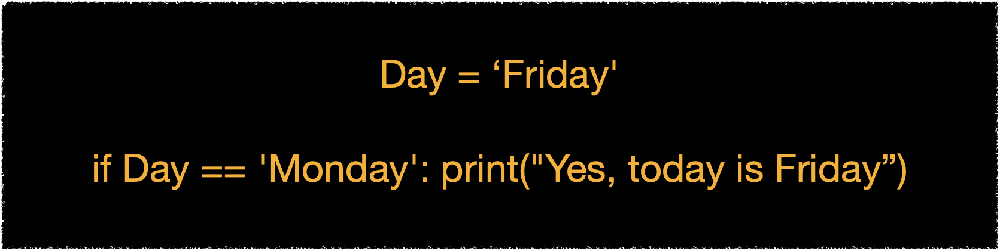 Day = ‘Friday'
if Day == 'Monday': print("Yes, today is Friday”)